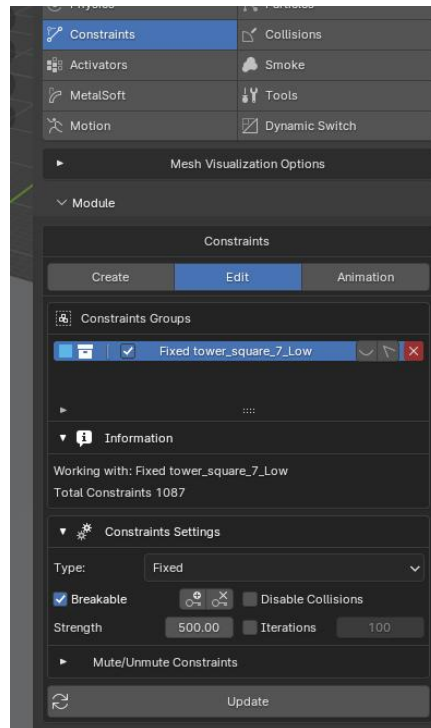 Physics Particles
Constraints Collisions
Activators Smoke
MetalSoft Tools
Motion Dynamic Switch
Mesh Visualization Options
Module
Constraints
Create Edit Animation
Constraints Groups
Fixed tower_square_7_Low
Information
Working with: Fixed tower_square_7_Low
Total Constraints 1087
Constraints Settings
Type: Fixed
Breakable Disable Collisions
Strength 500.00 Iterations 100
Mute/Unmute Constraints
Update